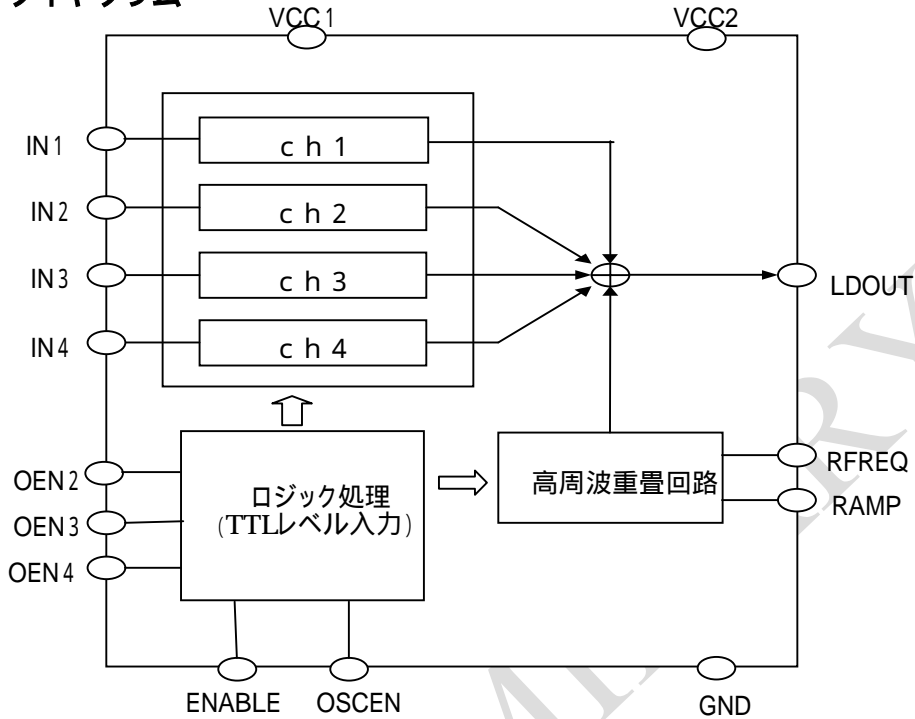 VCC1
VCC2
IN1
ch1
IN2
ch2
IN3
ch3
LDOUT
IN4
ch4
OEN2
OEN3
OEN4
ロジック処理
(TTLレベル入力)
高周波重畳回路
RFREQ
RAMP
ENABLE
OSCEN
GND